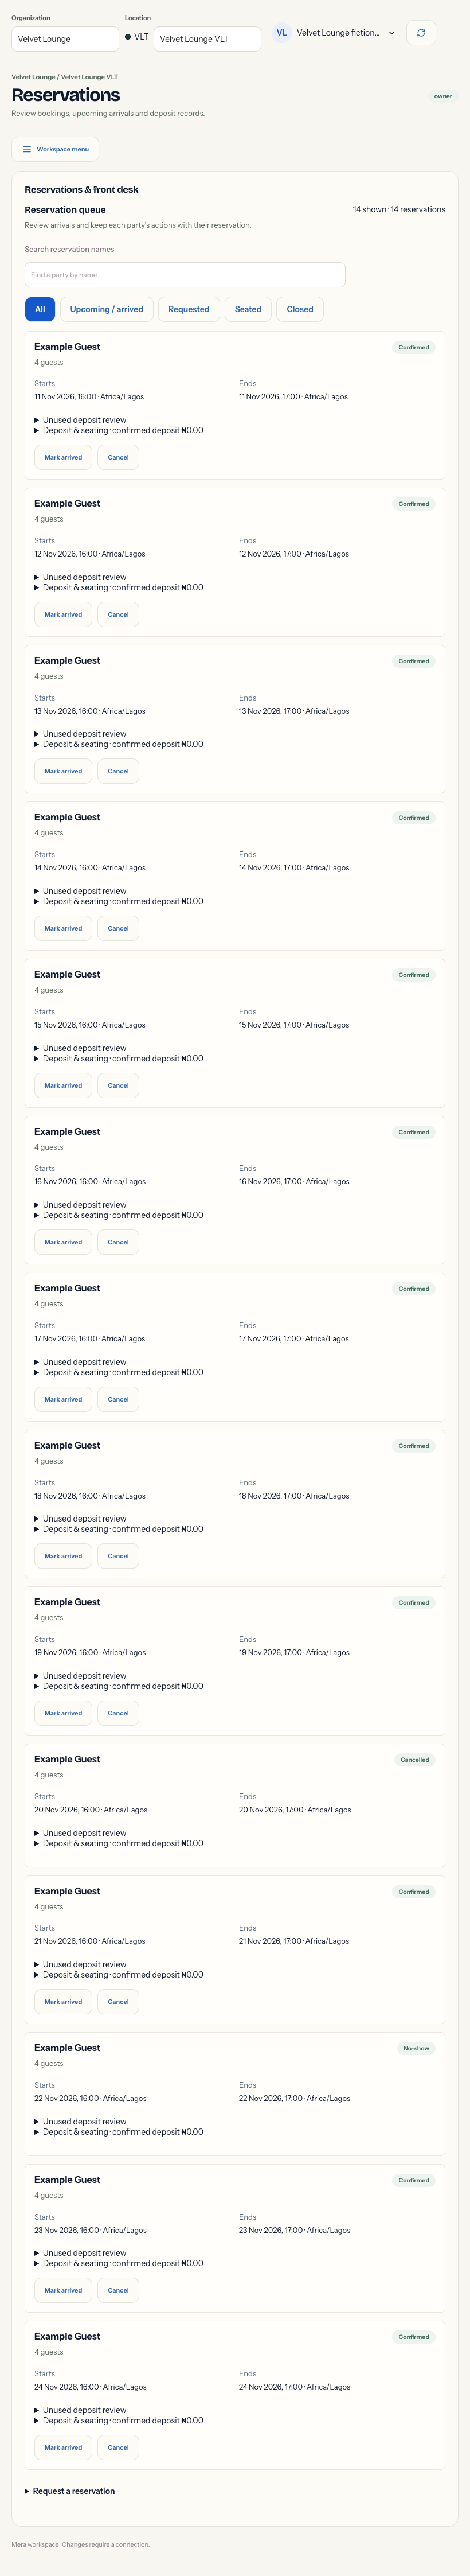 Organization
Location
Velvet Lounge
VLT
Velvet Lounge VLT
VL
Velvet Lounge fiction...
Velvet Lounge / Velvet Lounge VLT
Reservations
owner
Review bookings, upcoming arrivals and deposit records.
Workspace menu
Reservations & front desk
Reservation queue
14 shown · 14 reservations
Review arrivals and keep each party's actions with their reservation.
Search reservation names
Find a party by name
All
Upcoming / arrived
Requested
Seated
Closed
Example Guest
Confirmed
4 guests
Starts
Ends
11 Nov 2026, 16:00 · Africa/Lagos
11 Nov 2026, 17:00 · Africa/Lagos
Unused deposit review
Deposit & seating · confirmed deposit ₦0.00
Mark arrived
Cancel
Example Guest
Confirmed
4 guests
Starts
Ends
12 Nov 2026, 16:00 · Africa/Lagos
12 Nov 2026, 17:00 · Africa/Lagos
Unused deposit review
Deposit & seating · confirmed deposit ₦0.00
Mark arrived
Cancel
Example Guest
Confirmed
4 guests
Starts
Ends
13 Nov 2026, 16:00 · Africa/Lagos
13 Nov 2026, 17:00 · Africa/Lagos
Unused deposit review
Deposit & seating · confirmed deposit ₦0.00
Mark arrived
Cancel
Example Guest
Confirmed
4 guests
Starts
Ends
14 Nov 2026, 16:00 · Africa/Lagos
14 Nov 2026, 17:00 · Africa/Lagos
Unused deposit review
Deposit & seating · confirmed deposit ₦0.00
Mark arrived
Cancel
Example Guest
Confirmed
4 guests
Starts
Ends
15 Nov 2026, 16:00 · Africa/Lagos
15 Nov 2026, 17:00 · Africa/Lagos
Unused deposit review
Deposit & seating · confirmed deposit ₦0.00
Mark arrived
Cancel
Example Guest
Confirmed
4 guests
Starts
Ends
16 Nov 2026, 16:00 · Africa/Lagos
16 Nov 2026, 17:00 · Africa/Lagos
Unused deposit review
Deposit & seating · confirmed deposit ₦0.00
Mark arrived
Cancel
Example Guest
Confirmed
4 guests
Starts
Ends
17 Nov 2026, 16:00 · Africa/Lagos
17 Nov 2026, 17:00 · Africa/Lagos
Unused deposit review
Deposit & seating · confirmed deposit ₦0.00
Mark arrived
Cancel
Example Guest
Confirmed
4 guests
Starts
Ends
18 Nov 2026, 16:00 · Africa/Lagos
18 Nov 2026, 17:00 · Africa/Lagos
Unused deposit review
Deposit & seating · confirmed deposit ₦0.00
Mark arrived
Cancel
Example Guest
Confirmed
4 guests
Starts
Ends
19 Nov 2026, 16:00 · Africa/Lagos
19 Nov 2026, 17:00 · Africa/Lagos
Unused deposit review
Deposit & seating · confirmed deposit ₦0.00
Mark arrived
Cancel
Example Guest
Cancelled
4 guests
Starts
Ends
20 Nov 2026, 16:00 · Africa/Lagos
20 Nov 2026, 17:00 · Africa/Lagos
Unused deposit review
Deposit & seating · confirmed deposit ₦0.00
Example Guest
Confirmed
4 guests
Starts
Ends
21 Nov 2026, 16:00 · Africa/Lagos
21 Nov 2026, 17:00 · Africa/Lagos
Unused deposit review
Deposit & seating · confirmed deposit ₦0.00
Mark arrived
Cancel
Example Guest
No-show
4 guests
Starts
Ends
22 Nov 2026, 16:00 · Africa/Lagos
22 Nov 2026, 17:00 · Africa/Lagos
Unused deposit review
Deposit & seating · confirmed deposit ₦0.00
Example Guest
Confirmed
4 guests
Starts
Ends
23 Nov 2026, 16:00 · Africa/Lagos
23 Nov 2026, 17:00 · Africa/Lagos
Unused deposit review
Deposit & seating · confirmed deposit ₦0.00
Mark arrived
Cancel
Example Guest
Confirmed
4 guests
Starts
Ends
24 Nov 2026, 16:00 · Africa/Lagos
24 Nov 2026, 17:00 · Africa/Lagos
Unused deposit review
Deposit & seating · confirmed deposit ₦0.00
Mark arrived
Cancel
Request a reservation
Mera workspace · Changes require a connection.